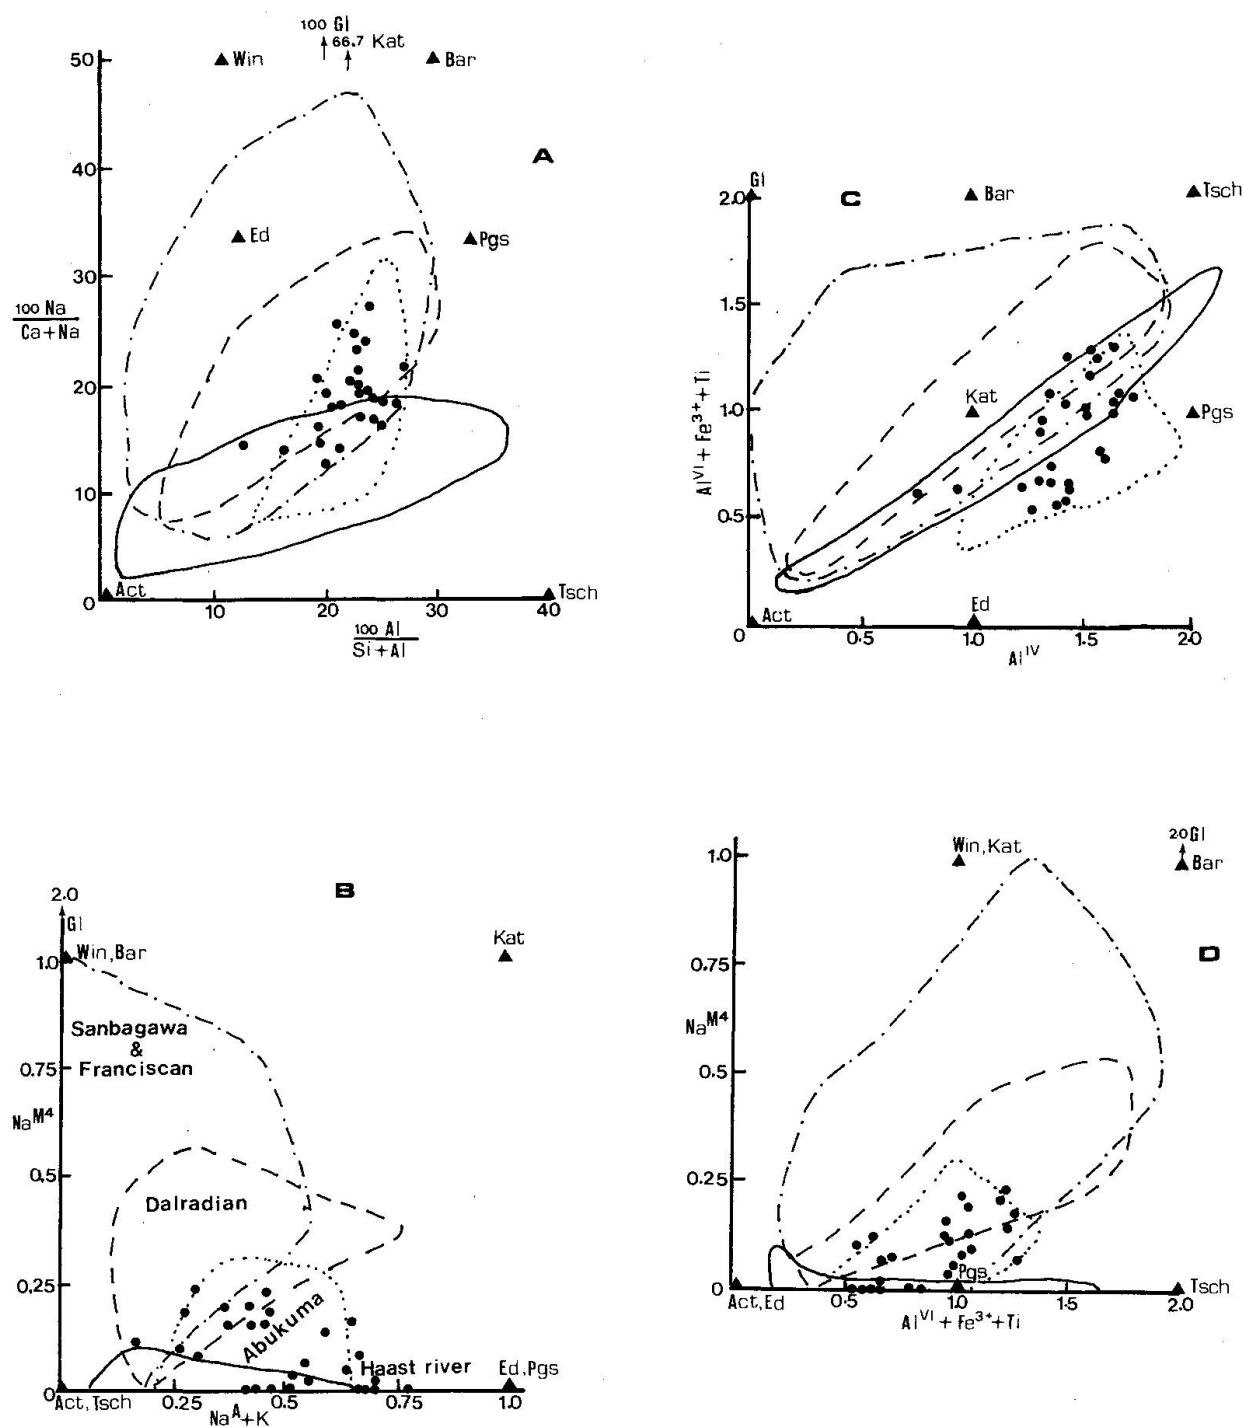 100 Gl
66.7 Kat
50
Win
Bar
40
A
Ed
Pgs
30
100 Na
Ca+Na
20
10
Act
Tsch
0
10
20
30
40
100 Al
Si+Al
Gl
2.0
Bar
Tsch
C
1.5
Al^VI + Fe^3+ + Ti
Kat
1.0
Pgs
0.5
Ed
Act
0
0.5
1.0
1.5
2.0
Al^IV
B
2.0
Gl
Win, Bar
Kat
1.0
Sanbagawa
&
Franciscan
0.75
Na^M4
0.5
Dalradian
0.25
Abukuma
Haast river
Ed, Pgs
0
Act, Tsch
0.25
0.5
0.75
1.0
Na^A+K
2.0 Gl
Win, Kat
1.0
Bar
D
0.75
Na^M4
0.5
0.25
Pgs
0
Act, Ed
Tsch
0.5
1.0
1.5
2.0
Al^VI + Fe^3+ + Ti